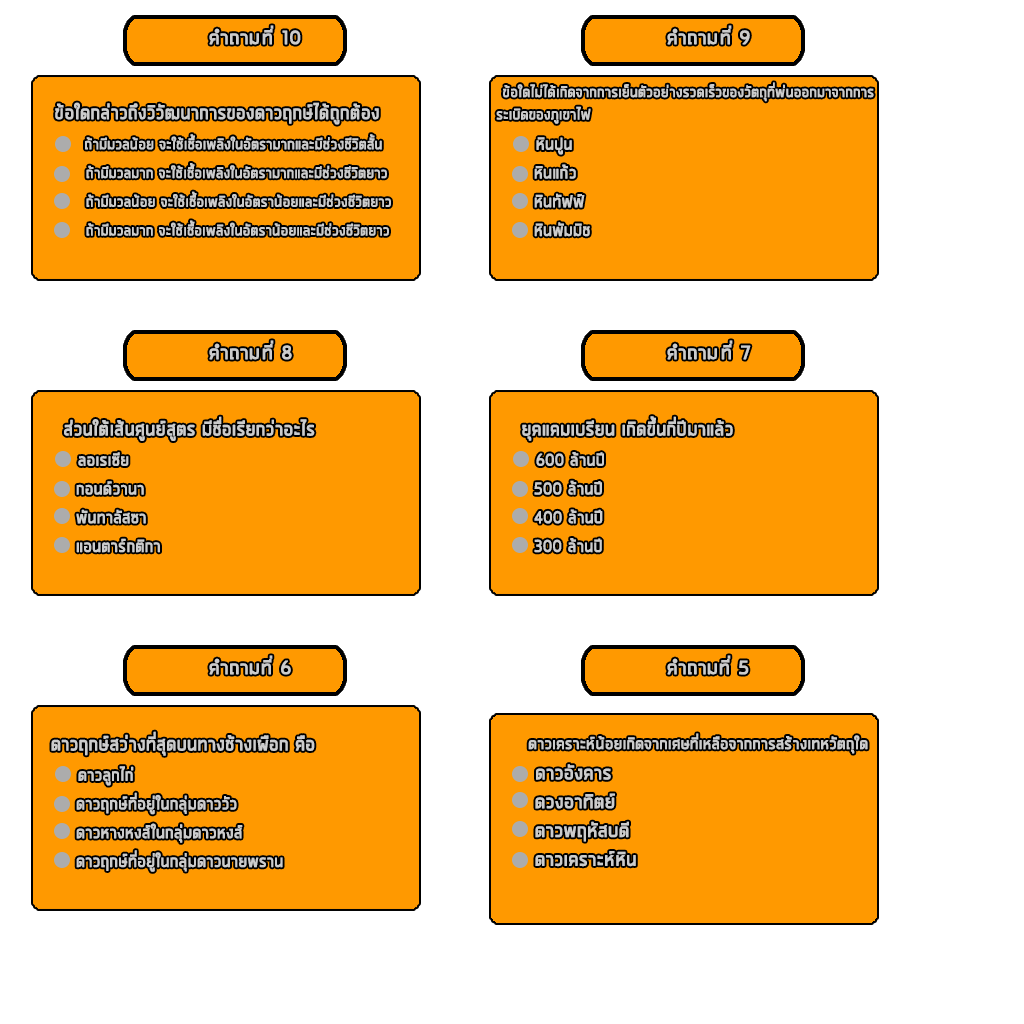 คำถามที่ 10
ข้อใดกล่าวถึงวิวัฒนาการของดาวฤกษ์ได้ถูกต้อง
ถ้ามีมวลน้อย จะใช้เชื้อเพลิงในอัตรามากและมีช่วงชีวิตสั้น
ถ้ามีมวลมาก จะใช้เชื้อเพลิงในอัตรามากและมีช่วงชีวิตยาว
ถ้ามีมวลน้อย จะใช้เชื้อเพลิงในอัตราน้อยและมีช่วงชีวิตยาว
ถ้ามีมวลมาก จะใช้เชื้อเพลิงในอัตราน้อยและมีช่วงชีวิตยาว
คำถามที่ 9
ข้อใดไม่ได้เกิดจากการเย็นตัวอย่างรวดเร็วของวัตถุที่พ่นออกมาจากการ
ระเบิดของภูเขาไฟ
หินปูน
หินแก้ว
หินทัฟฟ์
หินพัมมิซ
คำถามที่ 8
ส่วนใต้เส้นศูนย์สูตร มีชื่อเรียกว่าอะไร
ลอเรเซีย
กอนด์วานา
พันทาลัสซา
แอนตาร์กติกา
คำถามที่ 7
ยุคแคมเบรียน เกิดขึ้นกี่ปีมาแล้ว
600 ล้านปี
500 ล้านปี
400 ล้านปี
300 ล้านปี
คำถามที่ 6
ดาวฤกษ์สว่างที่สุดบนทางช้างเผือก คือ
ดาวลูกไก่
ดาวฤกษ์ที่อยู่ในกลุ่มดาววัว
ดาวหางหงส์ในกลุ่มดาวหงส์
ดาวฤกษ์ที่อยู่ในกลุ่มดาวนายพราน
คำถามที่ 5
ดาวเคราะห์น้อยเกิดจากเศษที่เหลือจากการสร้างเทหวัตถุใด
ดาวอังคาร
ดวงอาทิตย์
ดาวพฤหัสบดี
ดาวเคราะห์หิน